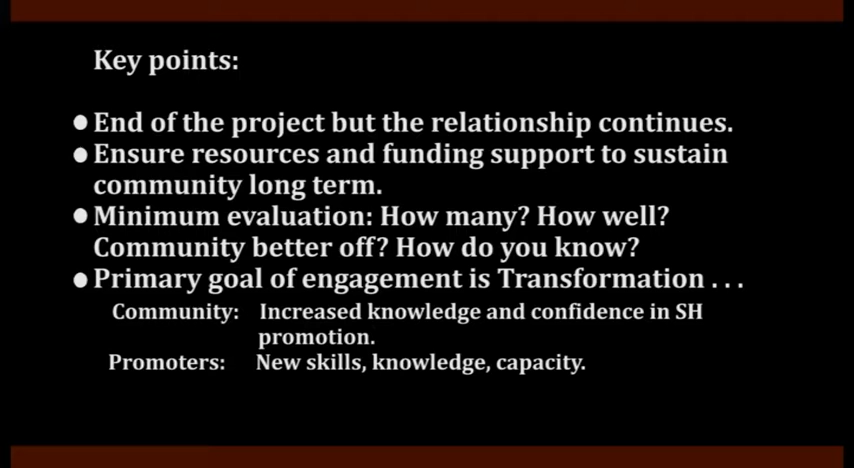 Key points:
● End of the project but the relationship continues.
● Ensure resources and funding support to sustain
community long term.
● Minimum evaluation: How many? How well?
Community better off? How do you know?
● Primary goal of engagement is Transformation . . .
Community: Increased knowledge and confidence in SH
promotion.
Promoters: New skills, knowledge, capacity.